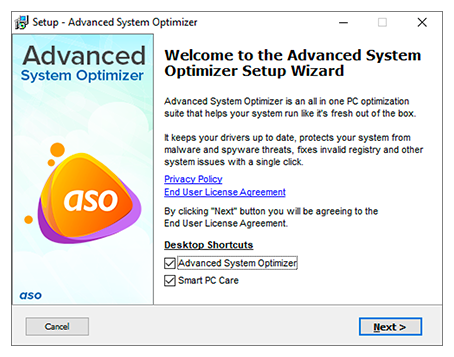 Setup - Advanced System Optimizer
Advanced
System Optimizer
aso
aso
Welcome to the Advanced System
Optimizer Setup Wizard
Advanced System Optimizer is an all in one PC optimization
suite that helps your system run like it's fresh out of the box.
It keeps your drivers up to date, protects your system from
malware and spyware threats, fixes invalid registry and other
system issues with a single click.
Privacy Policy
End User License Agreement
By clicking "Next" button you will be agreeing to the
End User License Agreement.
Desktop Shortcuts
Advanced System Optimizer
Smart PC Care
Cancel
Next >